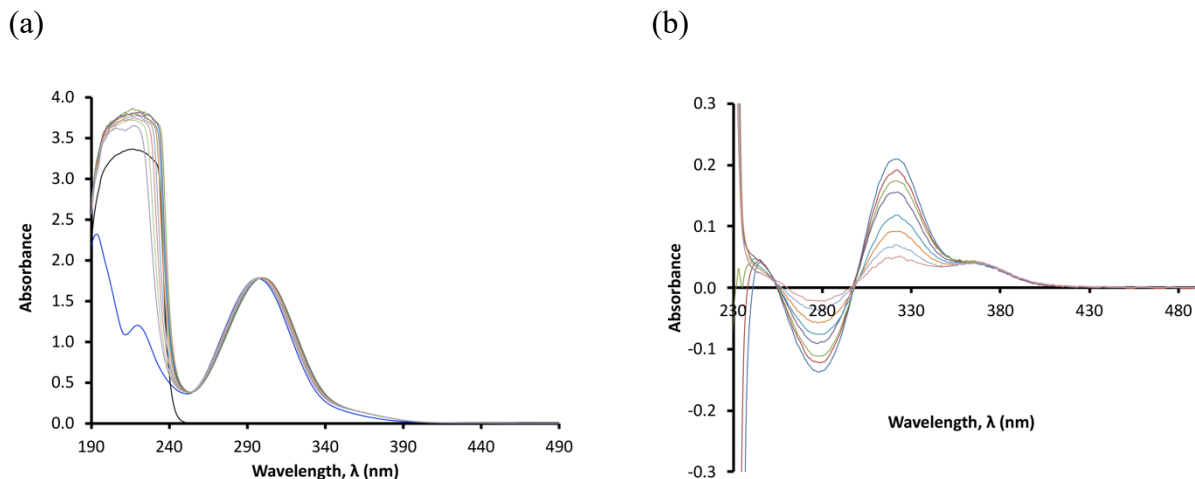 (a)
(b)
4.0
3.5
3.0
2.5
2.0
1.5
1.0
0.5
0.0
Absorbance
190 240 290 340 390 440 490
Wavelength, λ (nm)
0.3
0.2
0.1
0.0
-0.1
-0.2
-0.3
Absorbance
230 280 330 380 430 480
Wavelength, λ (nm)